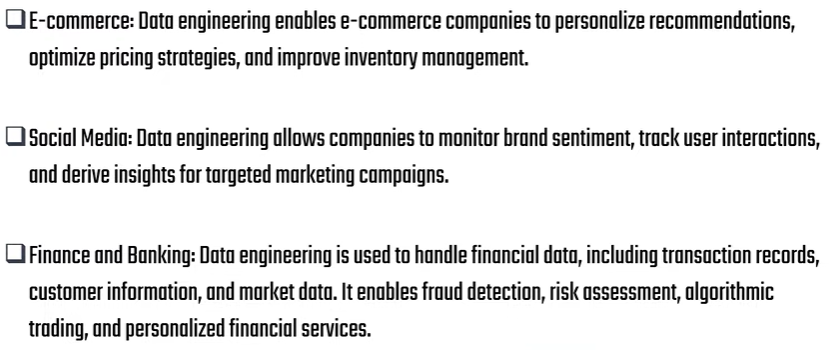 ❑E-commerce: Data engineering enables e-commerce companies to personalize recommendations,
optimize pricing strategies, and improve inventory management.
❑Social Media: Data engineering allows companies to monitor brand sentiment, track user interactions,
and derive insights for targeted marketing campaigns.
❑Finance and Banking: Data engineering is used to handle financial data, including transaction records,
customer information, and market data. It enables fraud detection, risk assessment, algorithmic
trading, and personalized financial services.